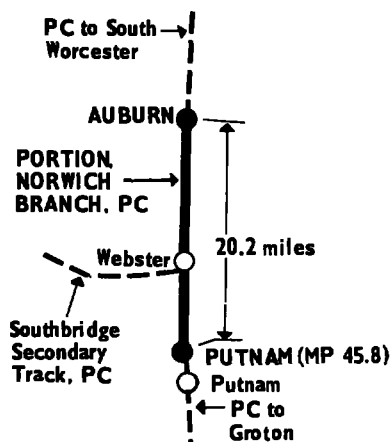 PC to South
Worcester
AUBURN
PORTION,
NORWICH
BRANCH, PC
Webster
20.2 miles
Southbridge
Secondary
Track, PC
PUTNAM (MP 45.8)
Putnam
PC to
Groton